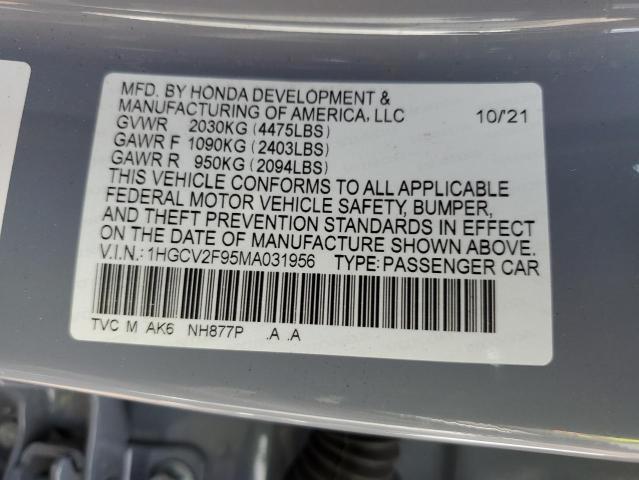 MFD. BY HONDA DEVELOPMENT &
MANUFACTURING OF AMERICA, LLC 10/21
GVWR 2030KG (4475LBS)
GAWR F 1090KG (2403LBS)
GAWR R 950KG (2094LBS)
THIS VEHICLE CONFORMS TO ALL APPLICABLE
FEDERAL MOTOR VEHICLE SAFETY, BUMPER,
AND THEFT PREVENTION STANDARDS IN EFFECT
ON THE DATE OF MANUFACTURE SHOWN ABOVE.
V.I.N.: 1HGCV2F95MA031956 TYPE: PASSENGER CAR
TVC M AK6 NH877P .A .A